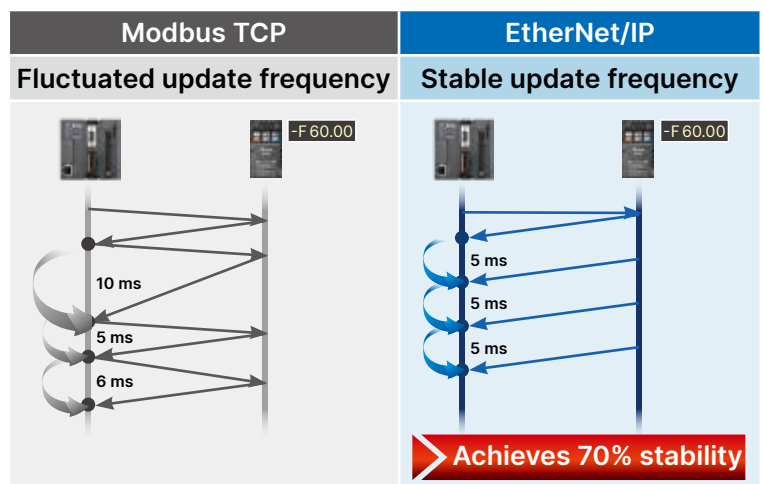 Modbus TCP
Fluctuated update frequency
-F 60.00
10 ms
5 ms
6 ms
EtherNet/IP
Stable update frequency
-F 60.00
5 ms
5 ms
5 ms
Achieves 70% stability